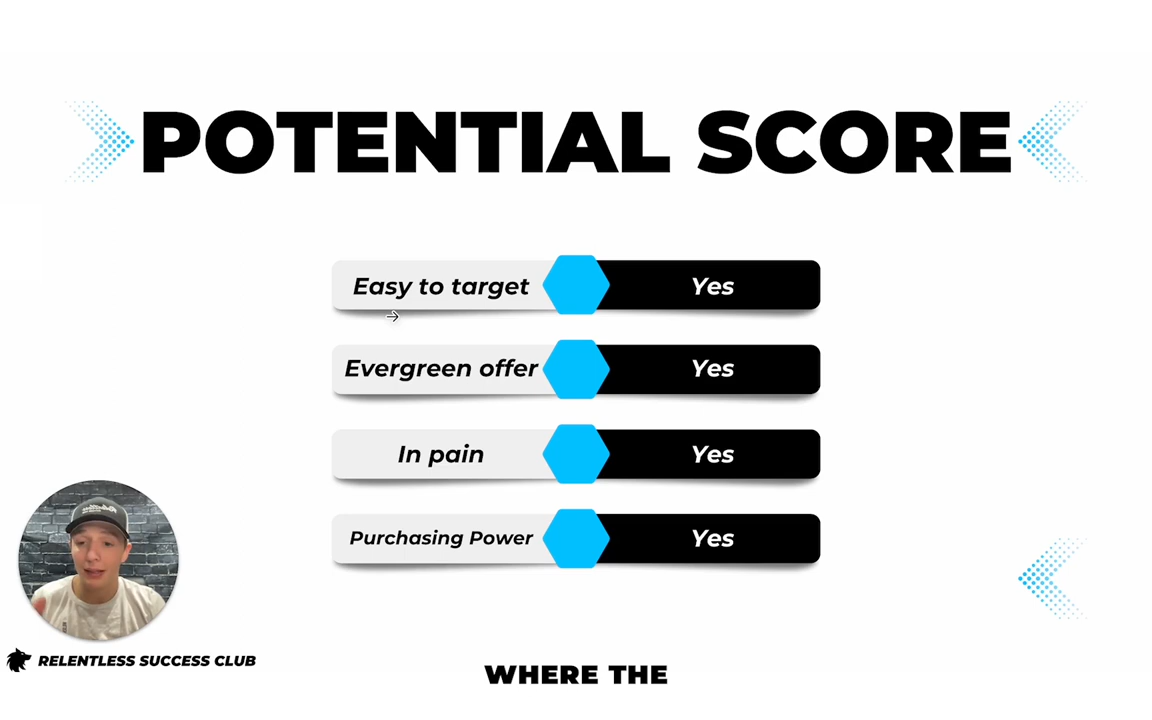 POTENTIAL SCORE
Easy to target Yes
Evergreen offer Yes
In pain Yes
Purchasing Power Yes
RELENTLESS SUCCESS CLUB
WHERE THE